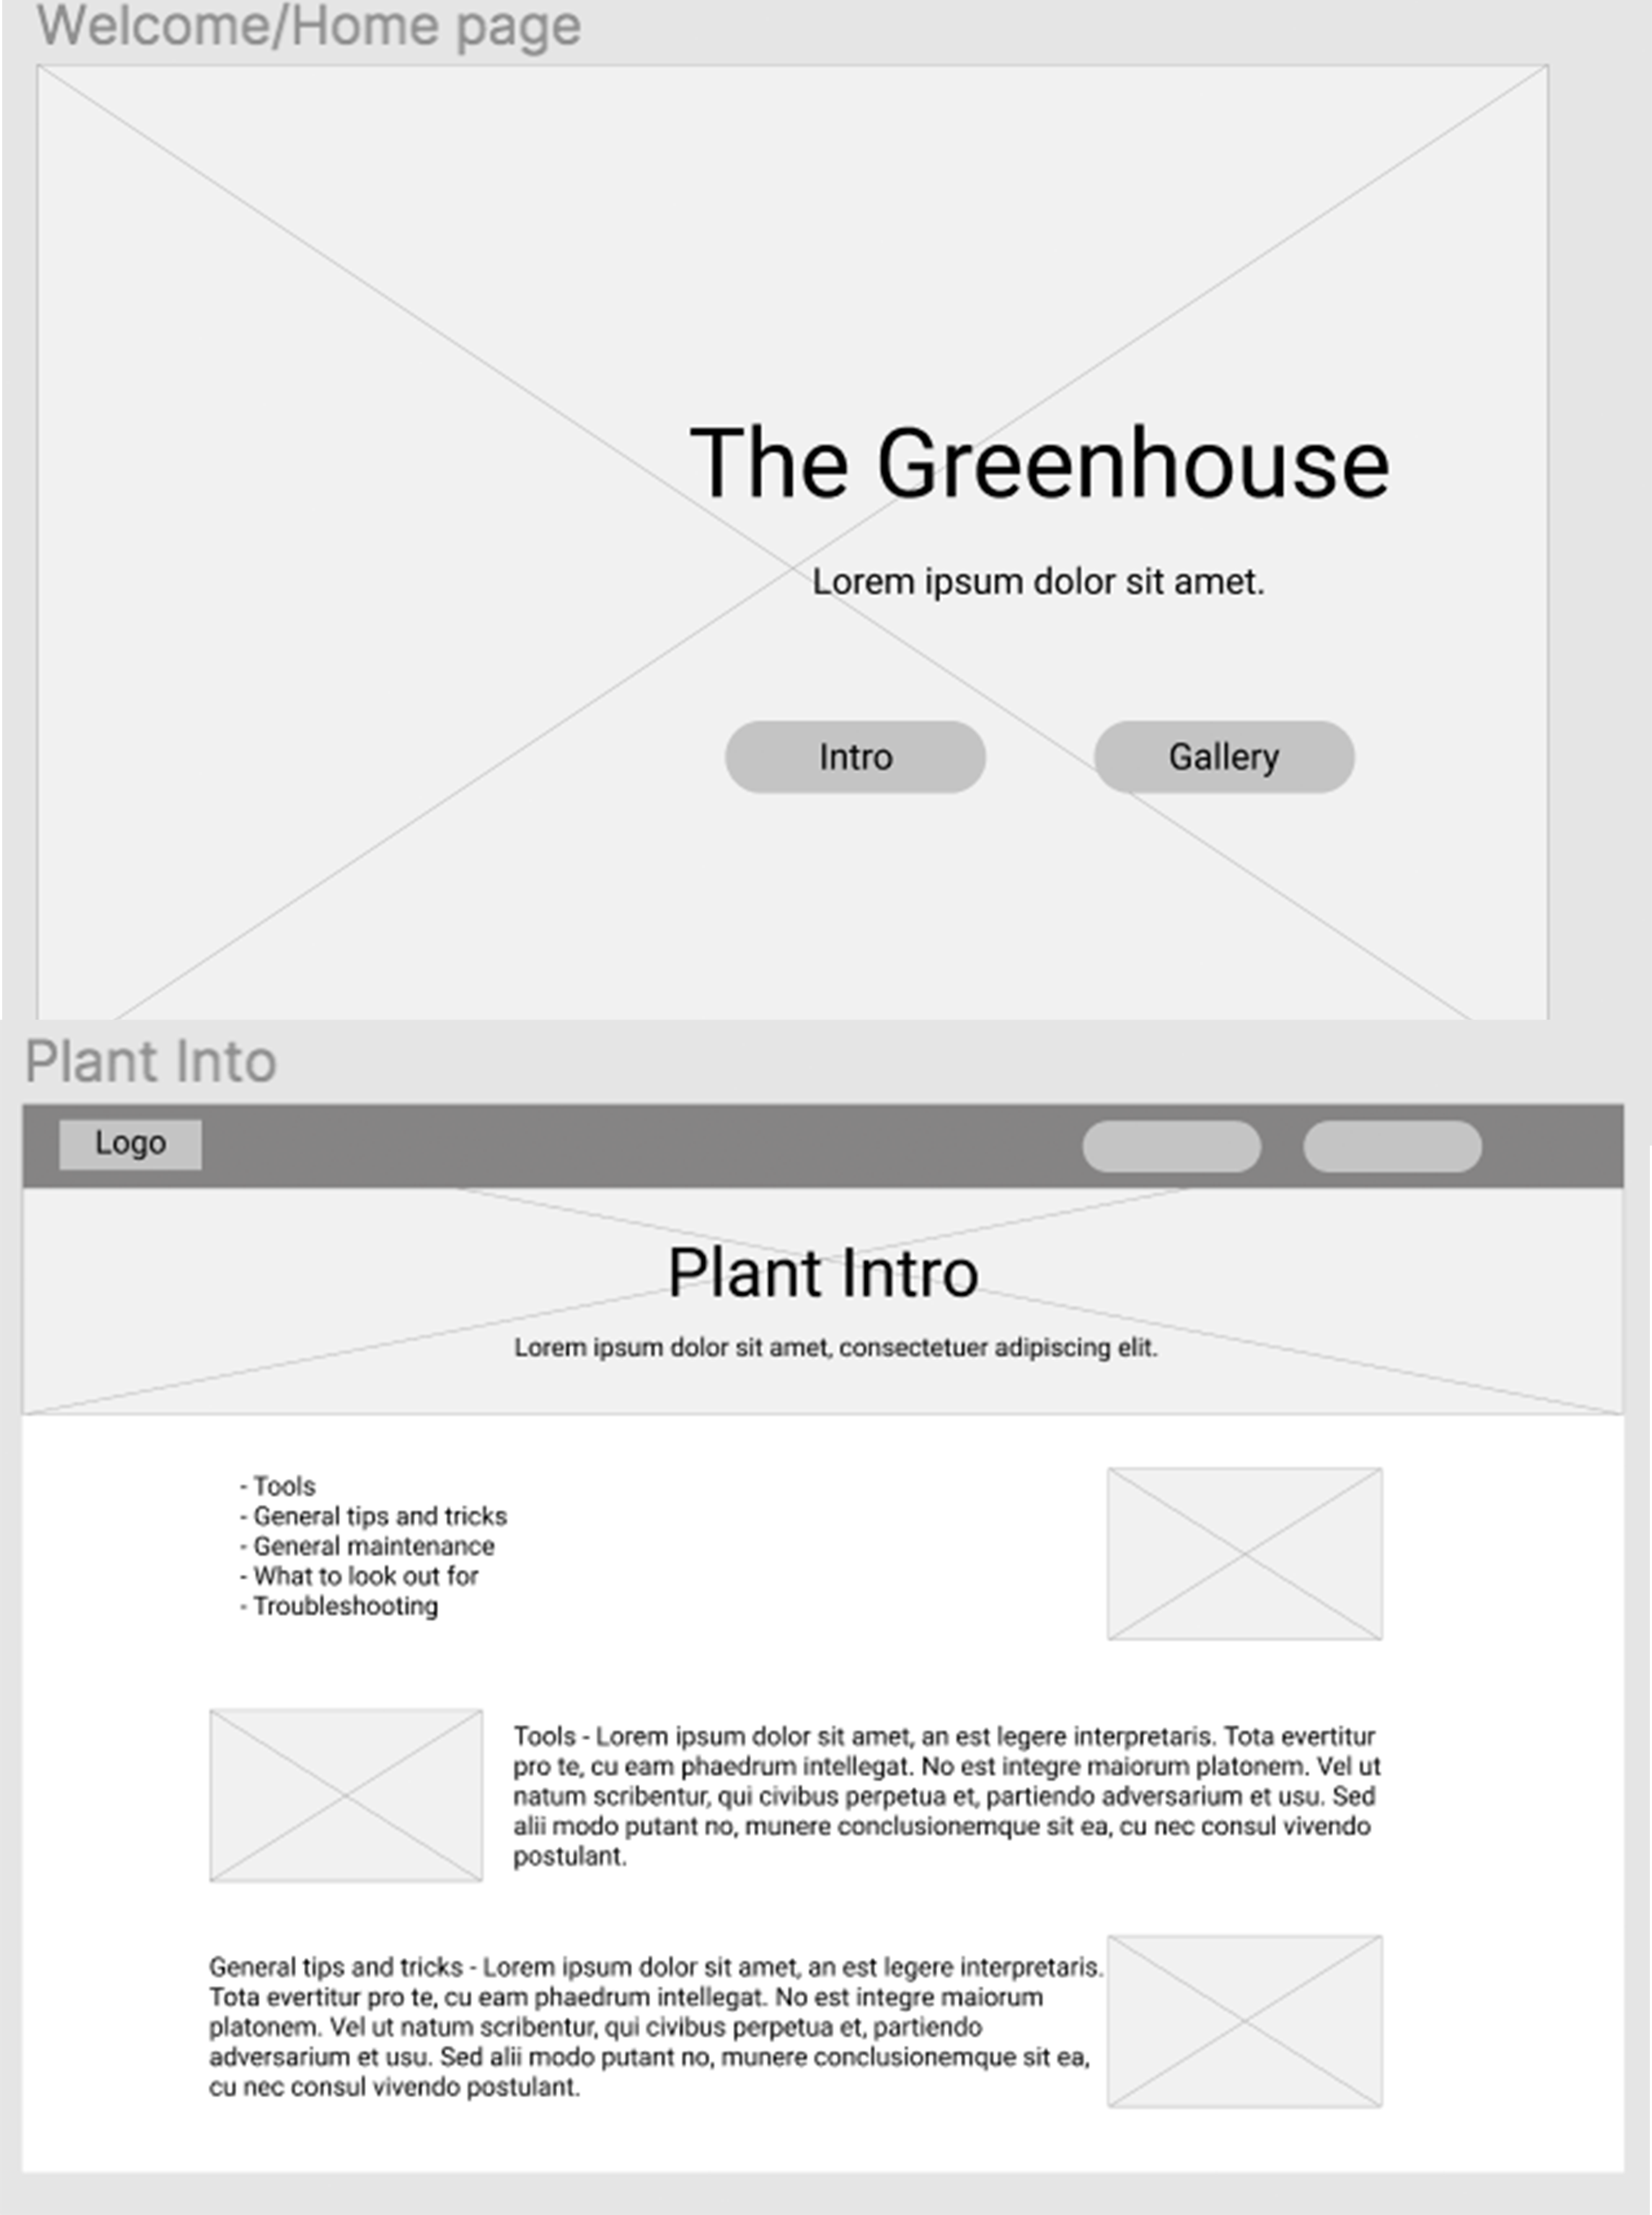 Welcome/Home page
The Greenhouse
Lorem ipsum dolor sit amet.
Intro
Gallery
Plant Into
Logo
Plant Intro
Lorem ipsum dolor sit amet, consectetuer adipiscing elit.
- Tools
- General tips and tricks
- General maintenance
- What to look out for
- Troubleshooting
Tools - Lorem ipsum dolor sit amet, an est legere interpretaris. Tota evertitur
pro te, cu eam phaedrum intellegat. No est integre maiorum platonem. Vel ut
natum scribentur, qui civibus perpetua et, partiendo adversarium et usu. Sed
alii modo putant no, munere conclusionemque sit ea, cu nec consul vivendo
postulant.
General tips and tricks - Lorem ipsum dolor sit amet, an est legere interpretaris.
Tota evertitur pro te, cu eam phaedrum intellegat. No est integre maiorum
platonem. Vel ut natum scribentur, qui civibus perpetua et, partiendo
adversarium et usu. Sed alii modo putant no, munere conclusionemque sit ea,
cu nec consul vivendo postulant.